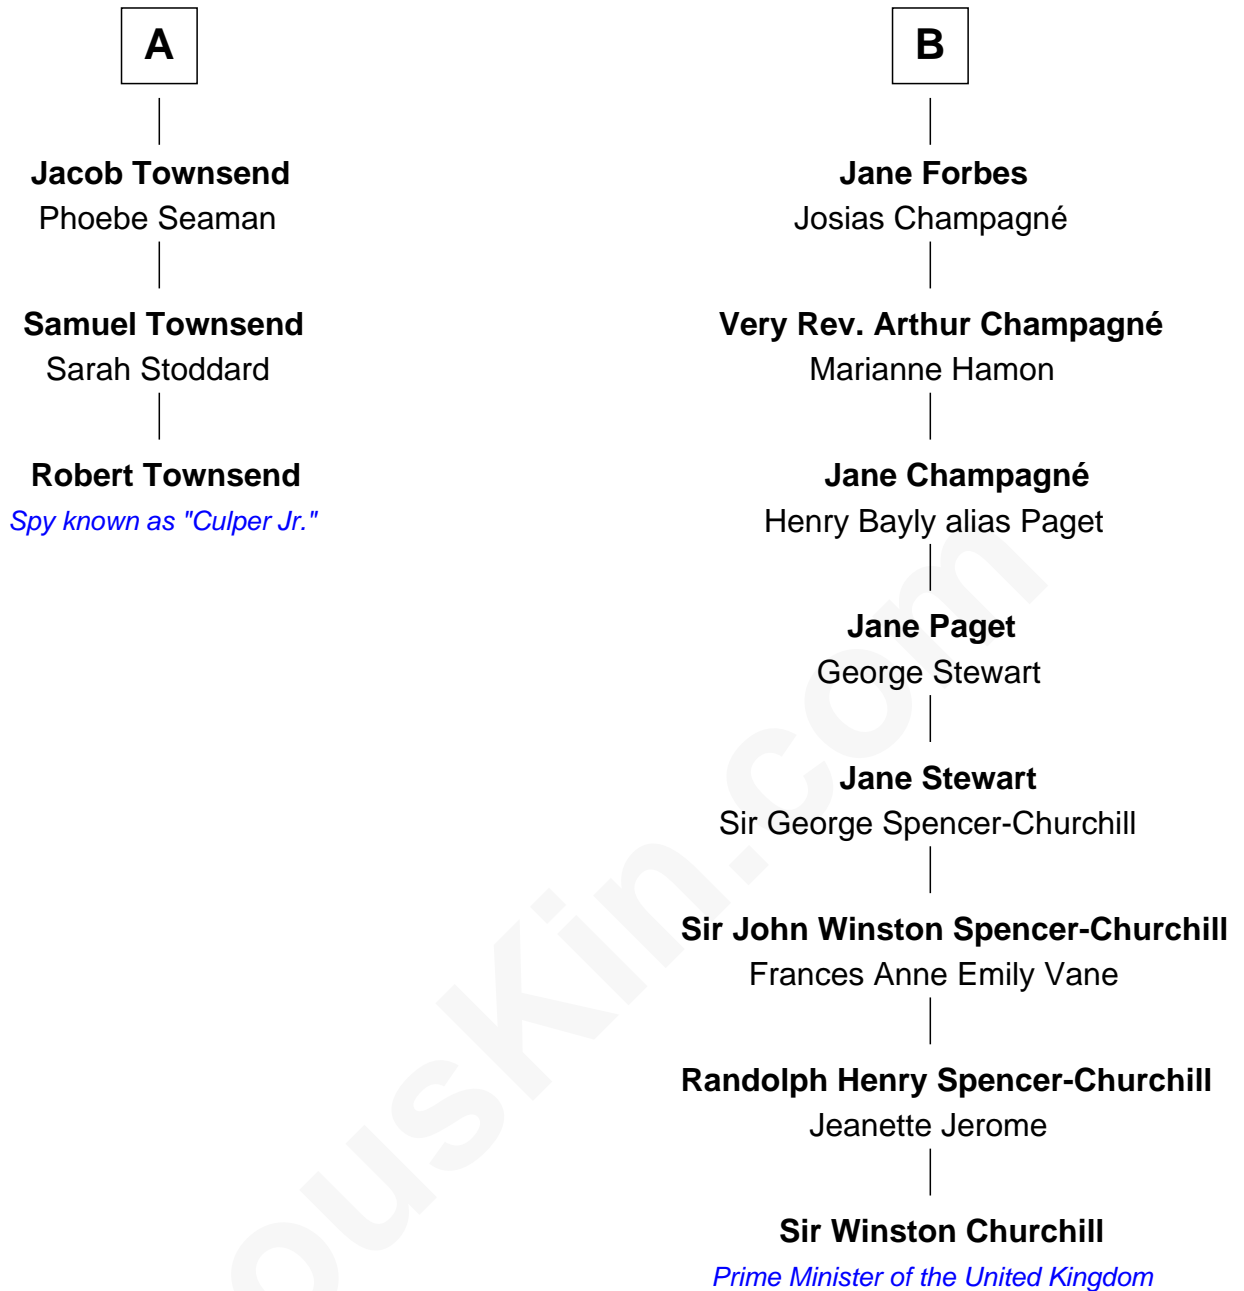 A
Jacob Townsend
Phoebe Seaman
Samuel Townsend
Sarah Stoddard
Robert Townsend
Spy known as "Culper Jr."
B
Jane Forbes
Josias Champagné
Very Rev. Arthur Champagné
Marianne Hamon
Jane Champagné
Henry Bayly alias Paget
Jane Paget
George Stewart
Jane Stewart
Sir George Spencer-Churchill
Sir John Winston Spencer-Churchill
Frances Anne Emily Vane
Randolph Henry Spencer-Churchill
Jeanette Jerome
Sir Winston Churchill
Prime Minister of the United Kingdom
ousKin.com